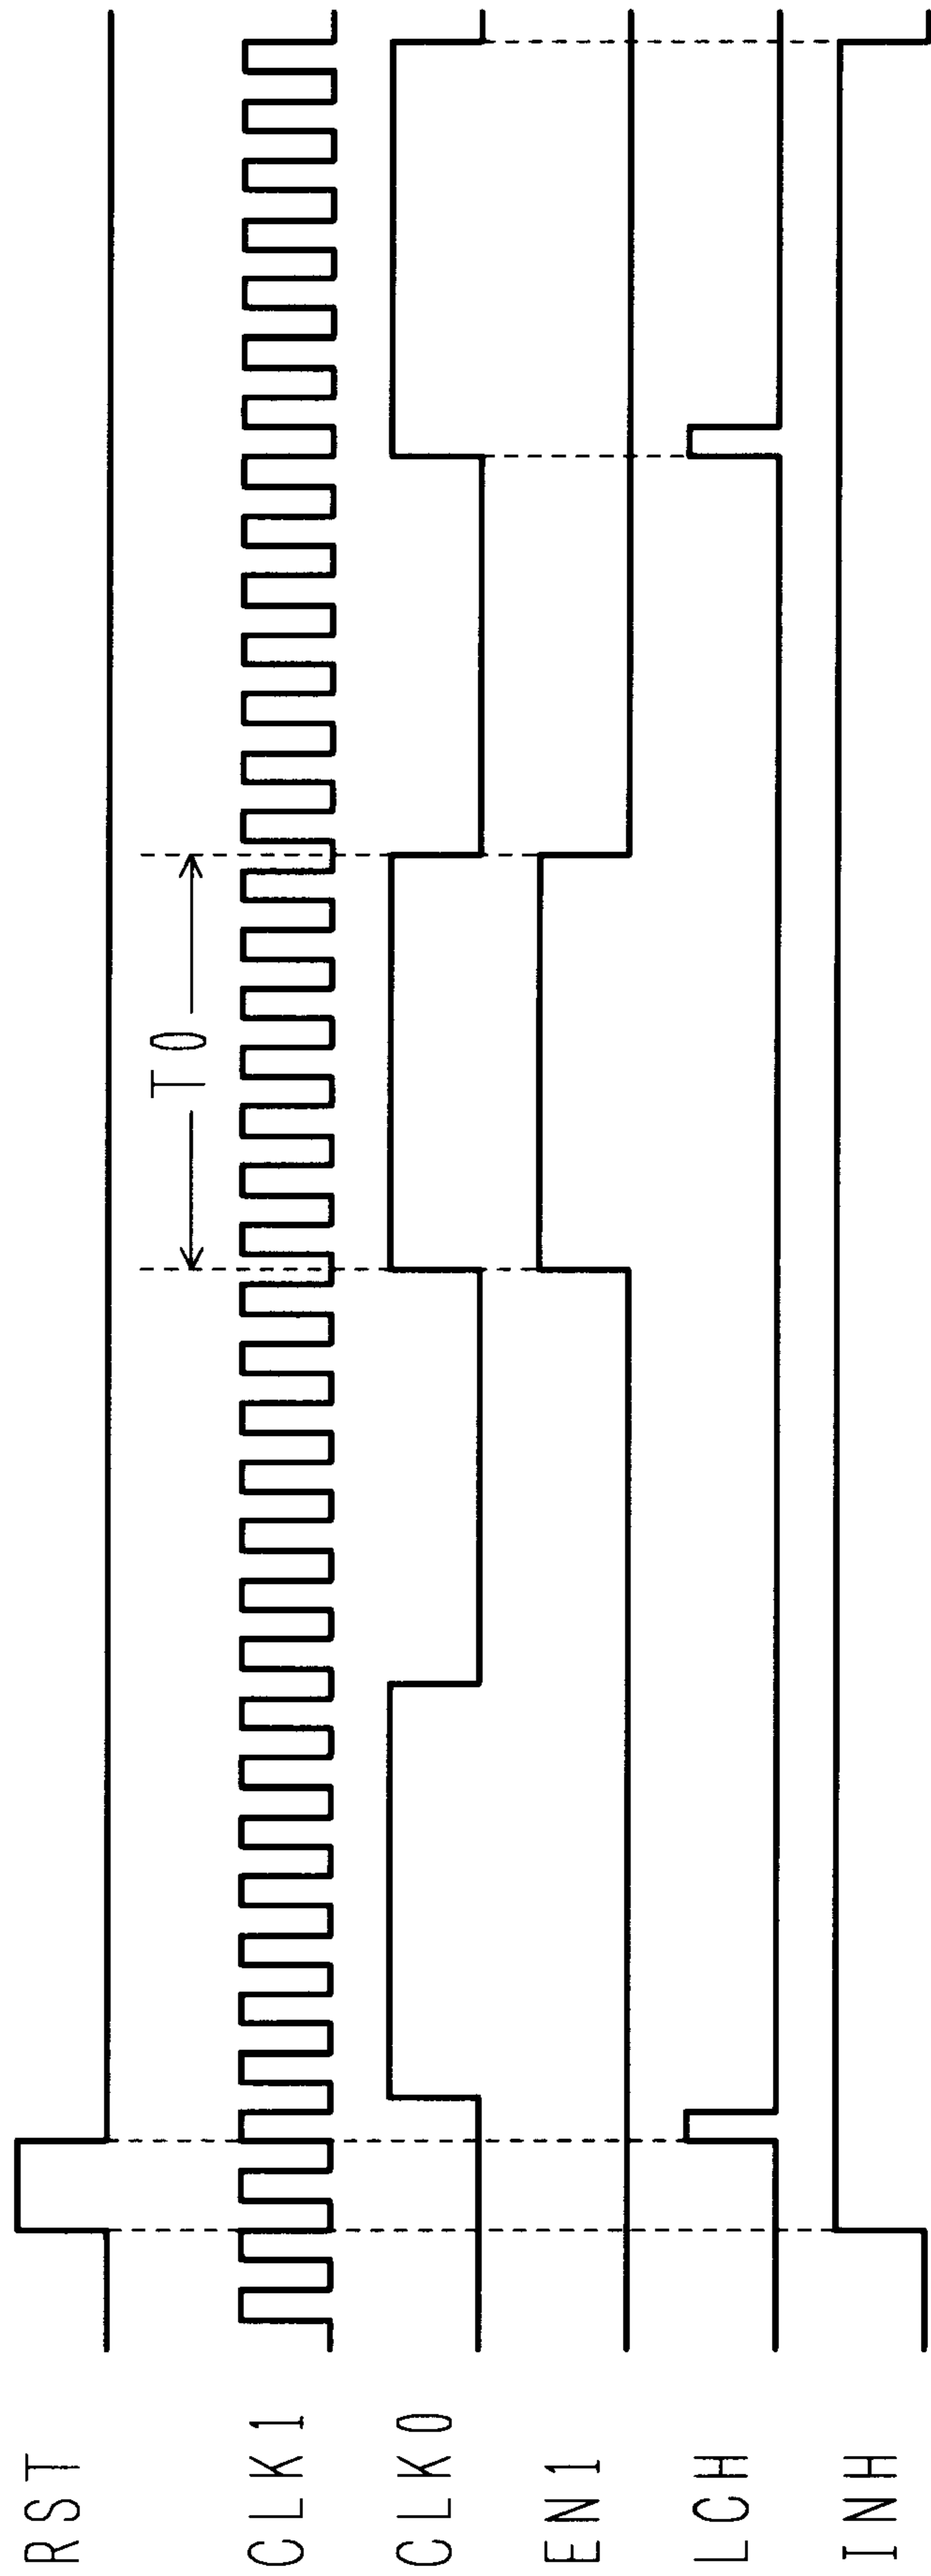 RST
CLK1
CLK0
EN1
LCH
INH
T0